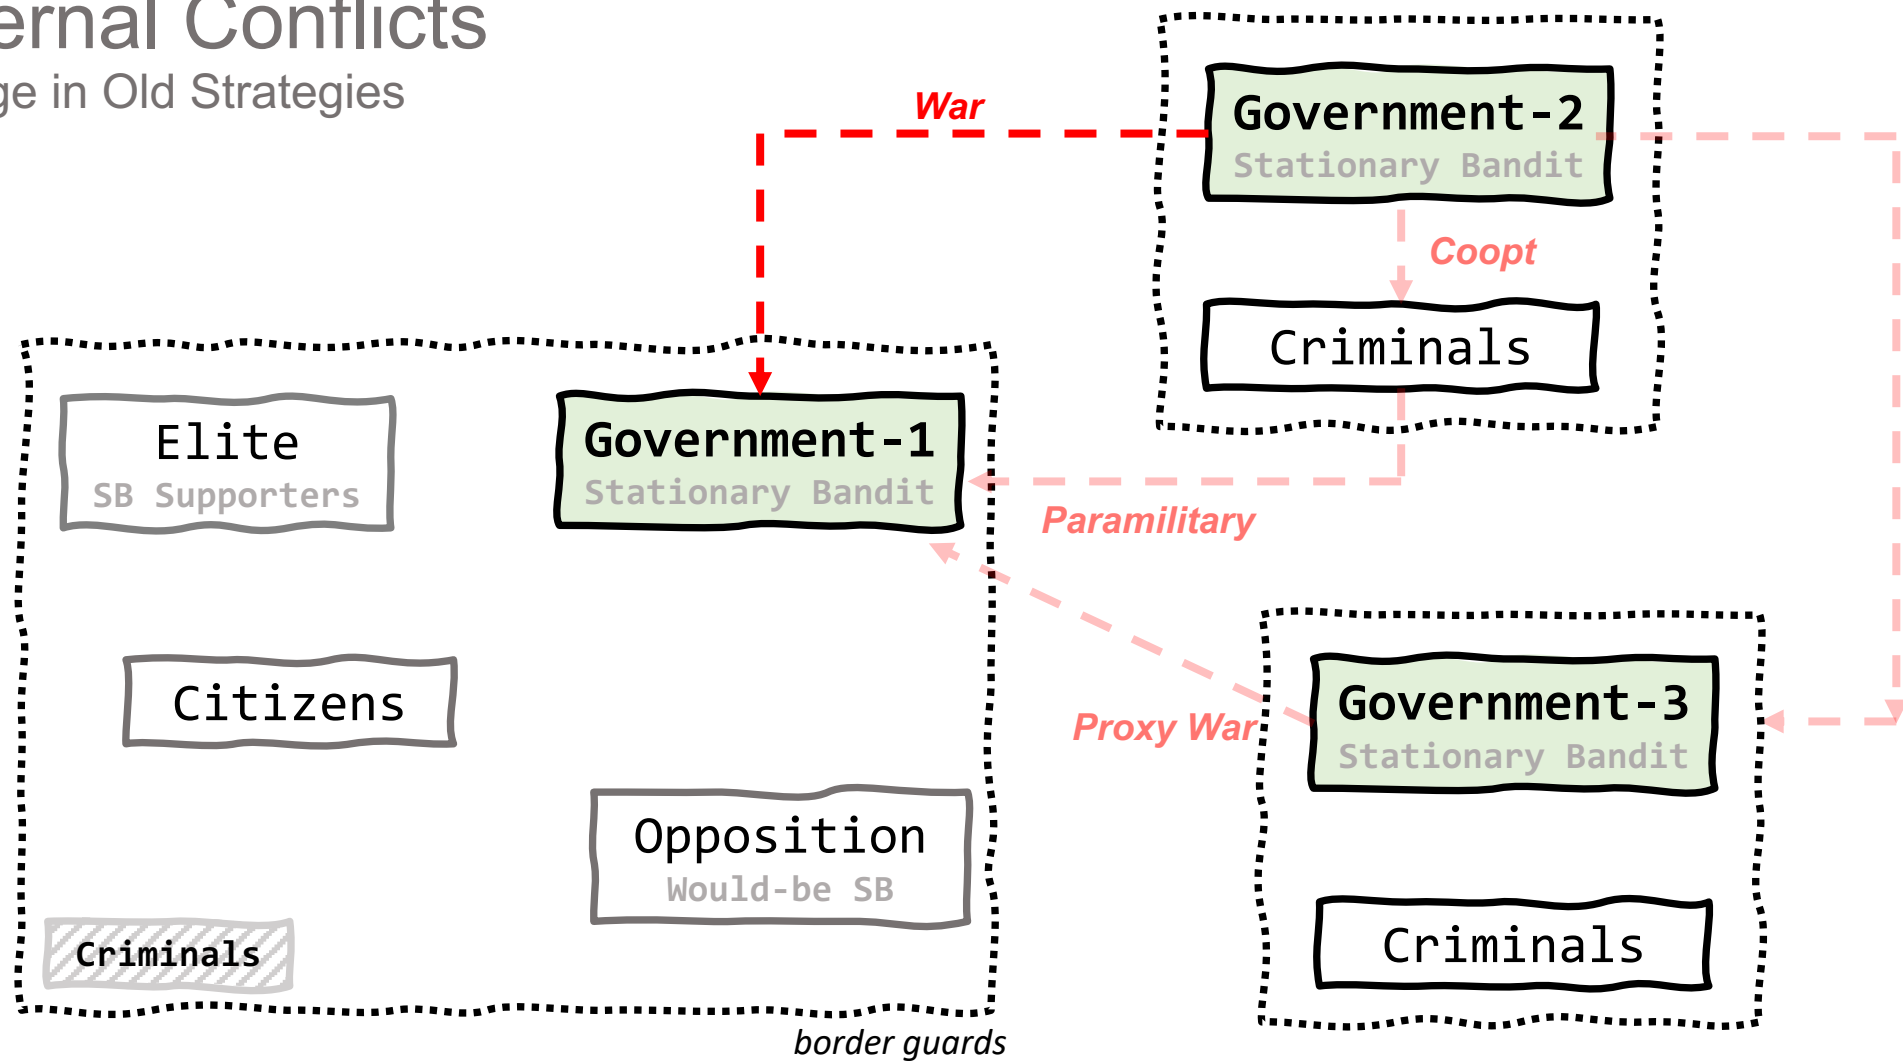 ernal Conflicts
ge in Old Strategies
War
Government-2
Stationary Bandit
Coopt
Criminals
Elite
SB Supporters
Government-1
Stationary Bandit
Paramilitary
Citizens
Proxy War
Government-3
Stationary Bandit
Opposition
Would-be SB
Criminals
Criminals
border guards